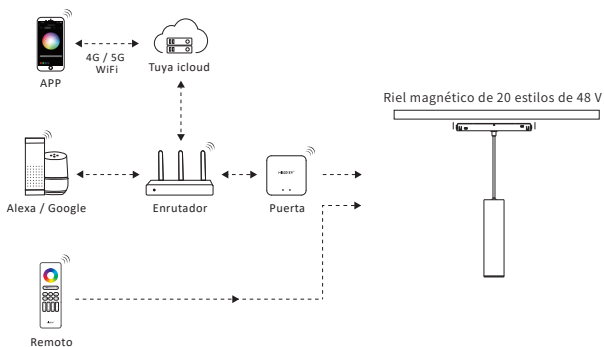 4G / 5G
WiFi
APP
Tuya icloud
Riel magnético de 20 estilos de 48 V
Alexa / Google
Enrutador
Puerta
Remoto